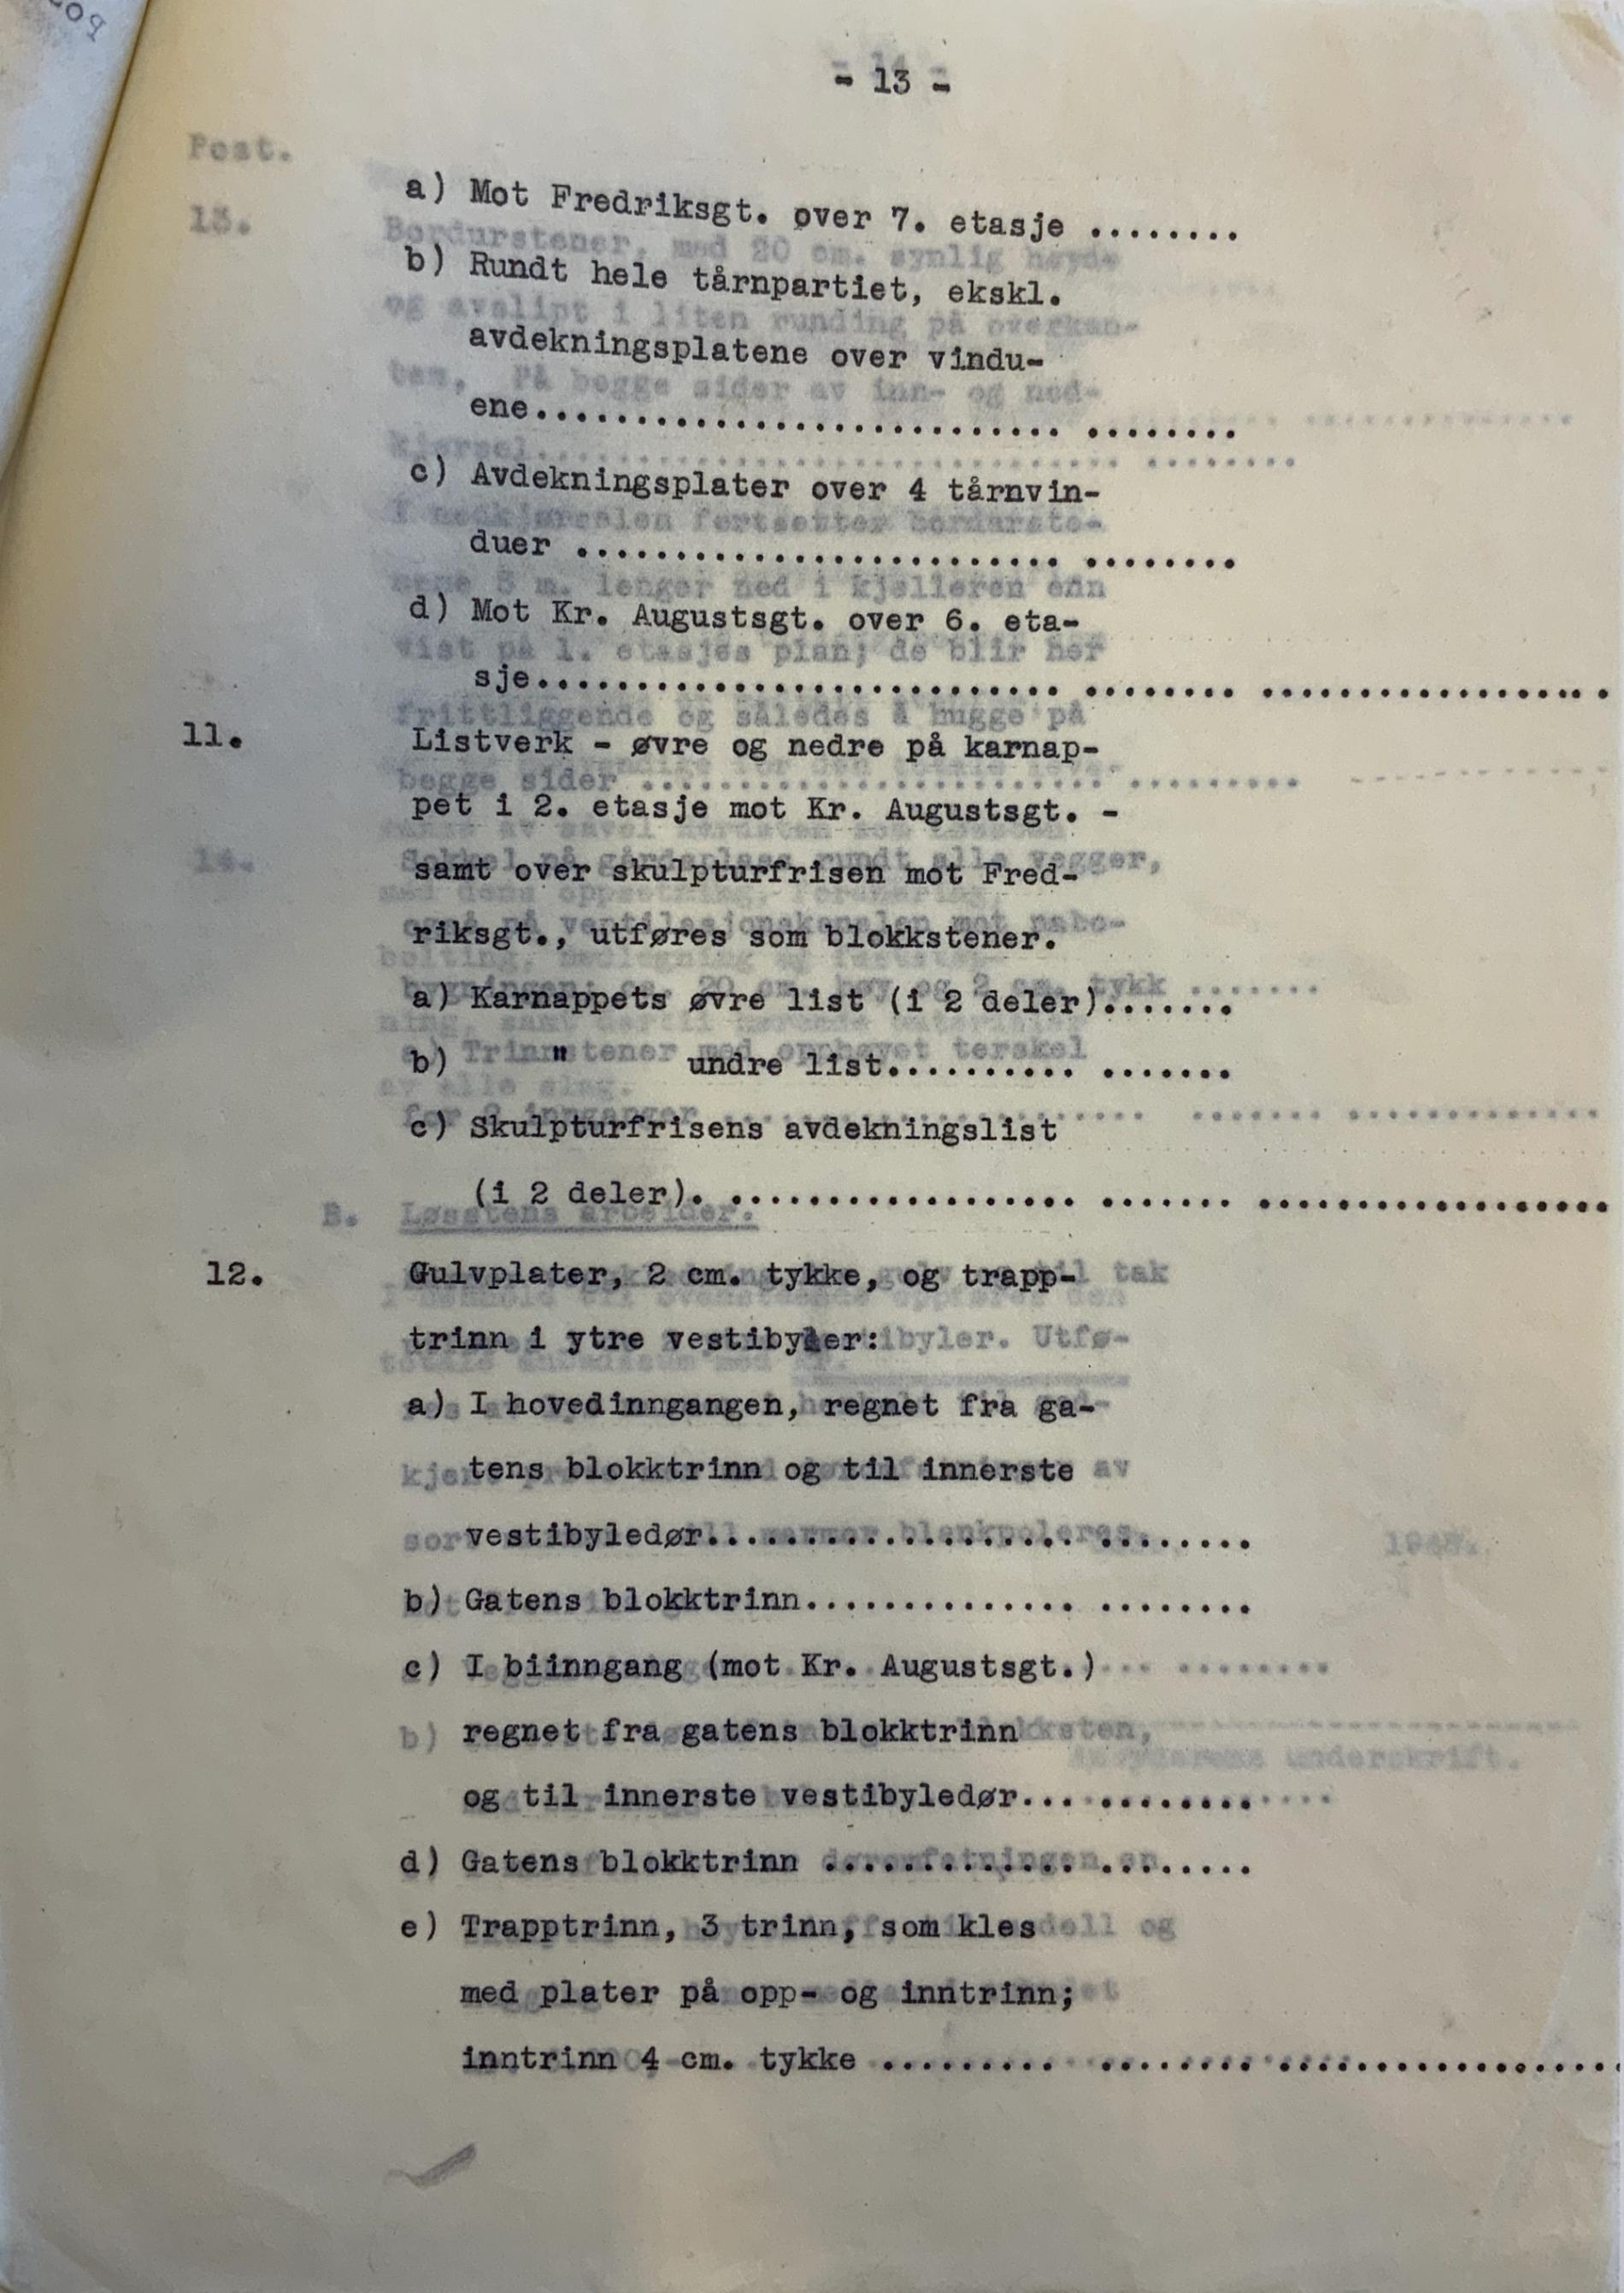 - 13 -
a) Mot Fredriksgt. over 7. etasje ........
b) Rundt hele tårnpartiet, ekskl.
avdekningsplatene over vindu-
ene........................... ........
c) Avdekningsplater over 4 tårnvin-
duer ......................... ........
d) Mot Kr. Augustsgt. over 6. eta-
sje........................... ........ ..................
11. Listverk - øvre og nedre på karnap-
pet i 2. etasje mot Kr. Augustsgt. -
samt over skulpturfrisen mot Fred-
riksgt., utføres som blokkstener.
a) Karnappets øvre list (i 2 deler).......
b) " undre list.......... .......
c) Skulpturfrisens avdekningslist
(i 2 deler). .................. ....... ..................
12. Gulvplater, 2 cm. tykke, og trapp-
trinn i ytre vestibyler:
a) I hovedinngangen, regnet fra ga-
tens blokktrinn og til innerste
vestibyledør................... ........
b) Gatens blokktrinn.............. ........
c) I biinngang (mot Kr. Augustsgt.)
regnet fra gatens blokktrinn
og til innerste vestibyledør... ........
d) Gatens blokktrinn ............. ........
e) Trapptrinn, 3 trinn, som kles
med plater på opp- og inntrinn;
inntrinn 4 cm. tykke ......... ........ ..................